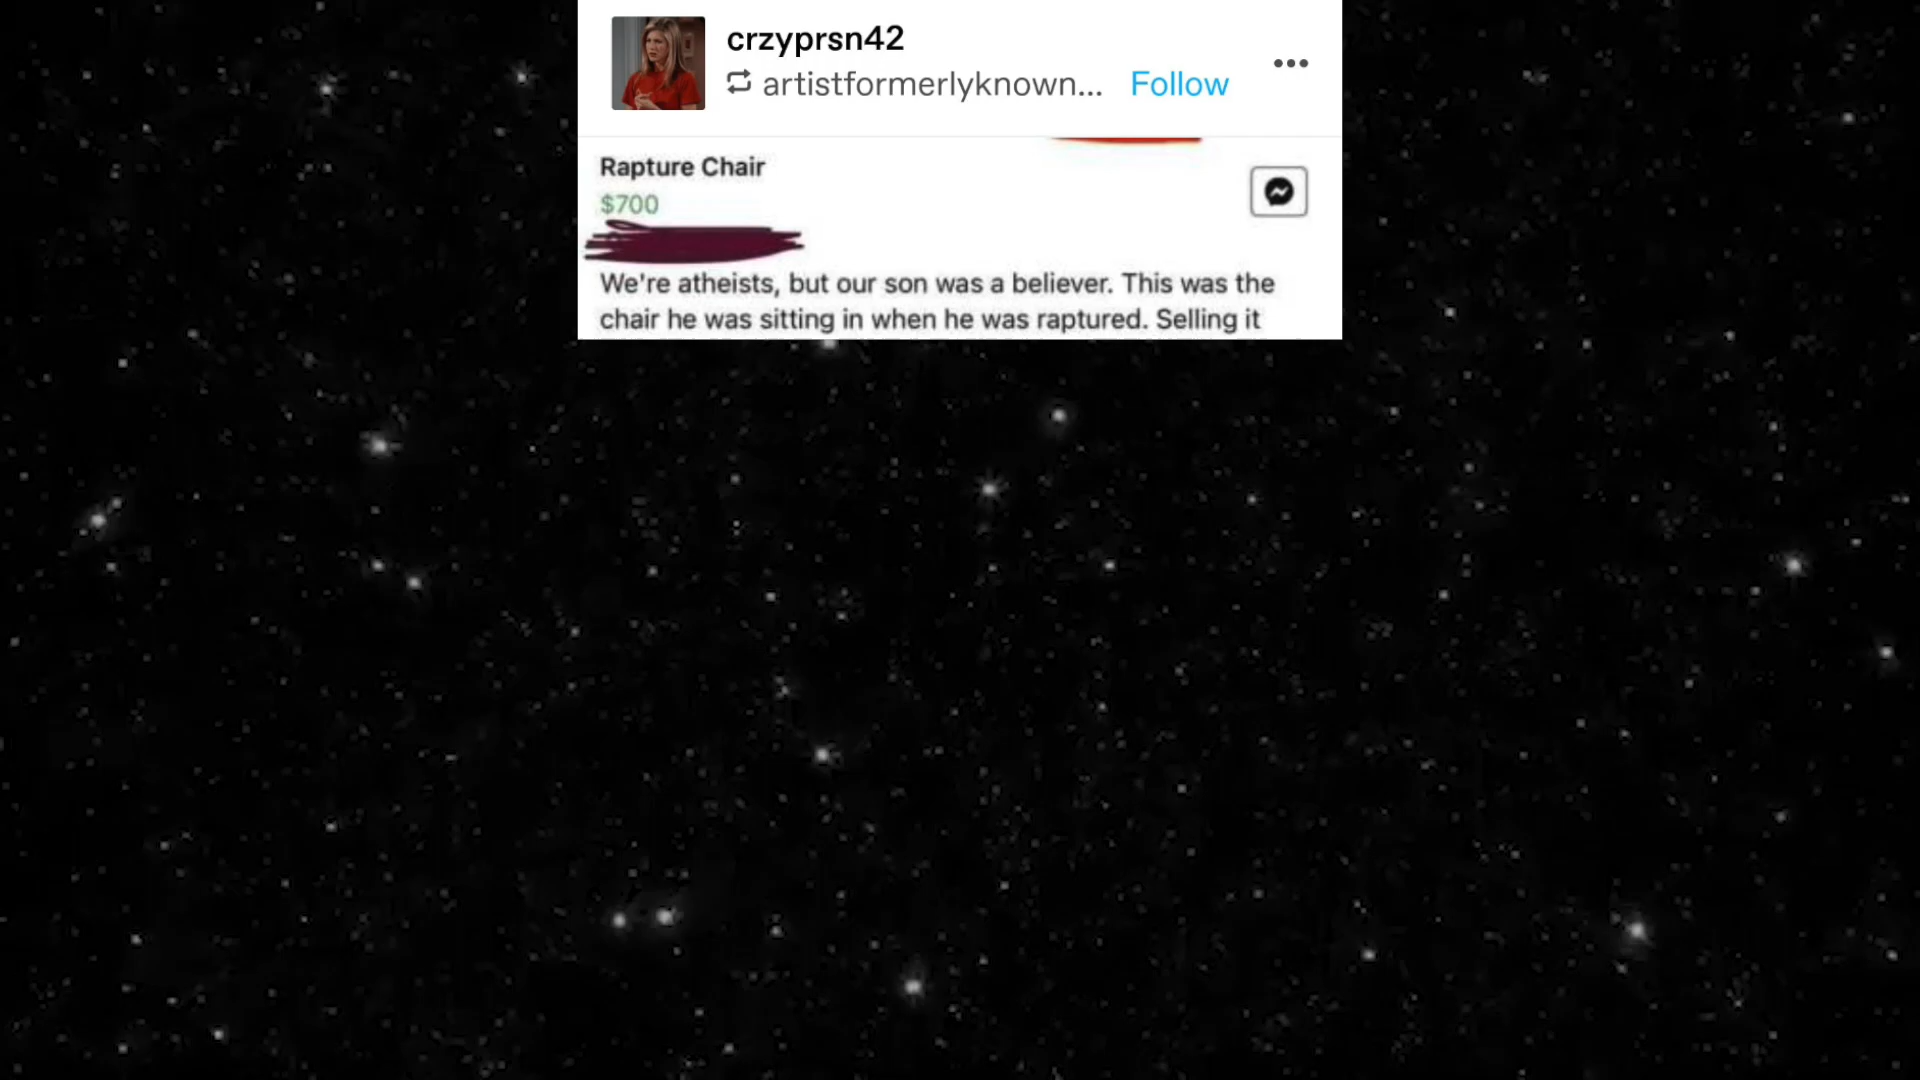 crzyprsn42
artistformerlyknown... Follow
Rapture Chair
$700
We're atheists, but our son was a believer. This was the
chair he was sitting in when he was raptured. Selling it